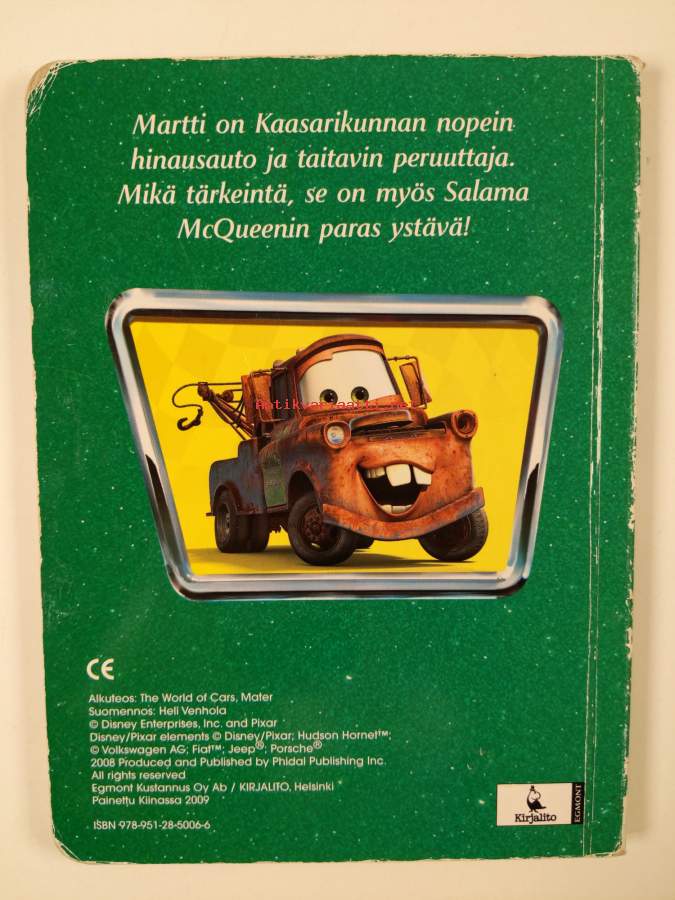 Martti on Kaasarikunnan nopein
hinausauto ja taitavin peruuttaja.
Mikä tärkeintä, se on myös Salama
McQueenin paras ystävä!
Antikvariaatti.net
CE
Alkuteos: The World of Cars, Mater
Suomennos: Heli Venhola
© Disney Enterprises, Inc. and Pixar
Disney/Pixar elements © Disney/Pixar; Hudson Hornet™;
© Volkswagen AG; Fiat™; Jeep®; Porsche®
2008 Produced and Published by Phidal Publishing Inc.
All rights reserved
Egmont Kustannus Oy Ab / KIRJALITO, Helsinki
Painettu Kiinassa 2009
ISBN 978-951-28-5006-6
Kirjalito
EGMONT